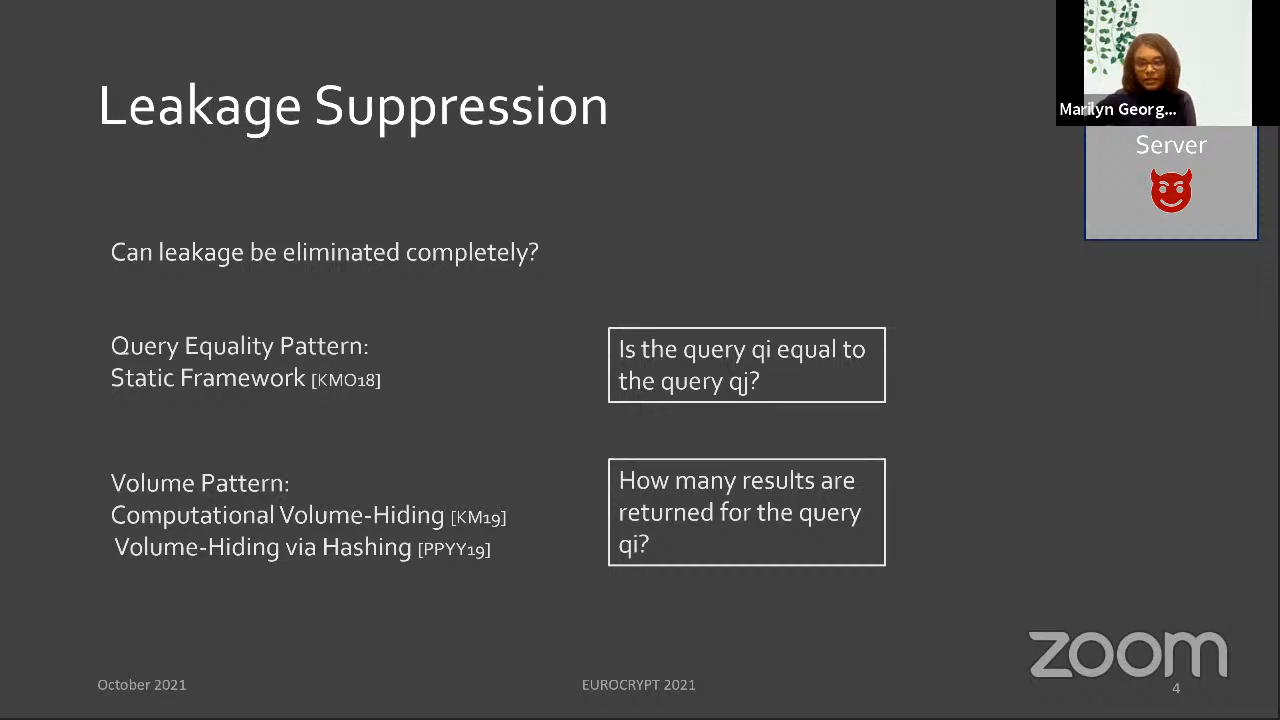 Leakage Suppression
Marilyn Georg...
Server
Can leakage be eliminated completely?
Query Equality Pattern:
Static Framework [KMO18]
Is the query qi equal to
the query qj?
Volume Pattern:
Computational Volume-Hiding [KM19]
Volume-Hiding via Hashing [PPYY19]
How many results are
returned for the query
qi?
zoom
October 2021
EUROCRYPT 2021
4